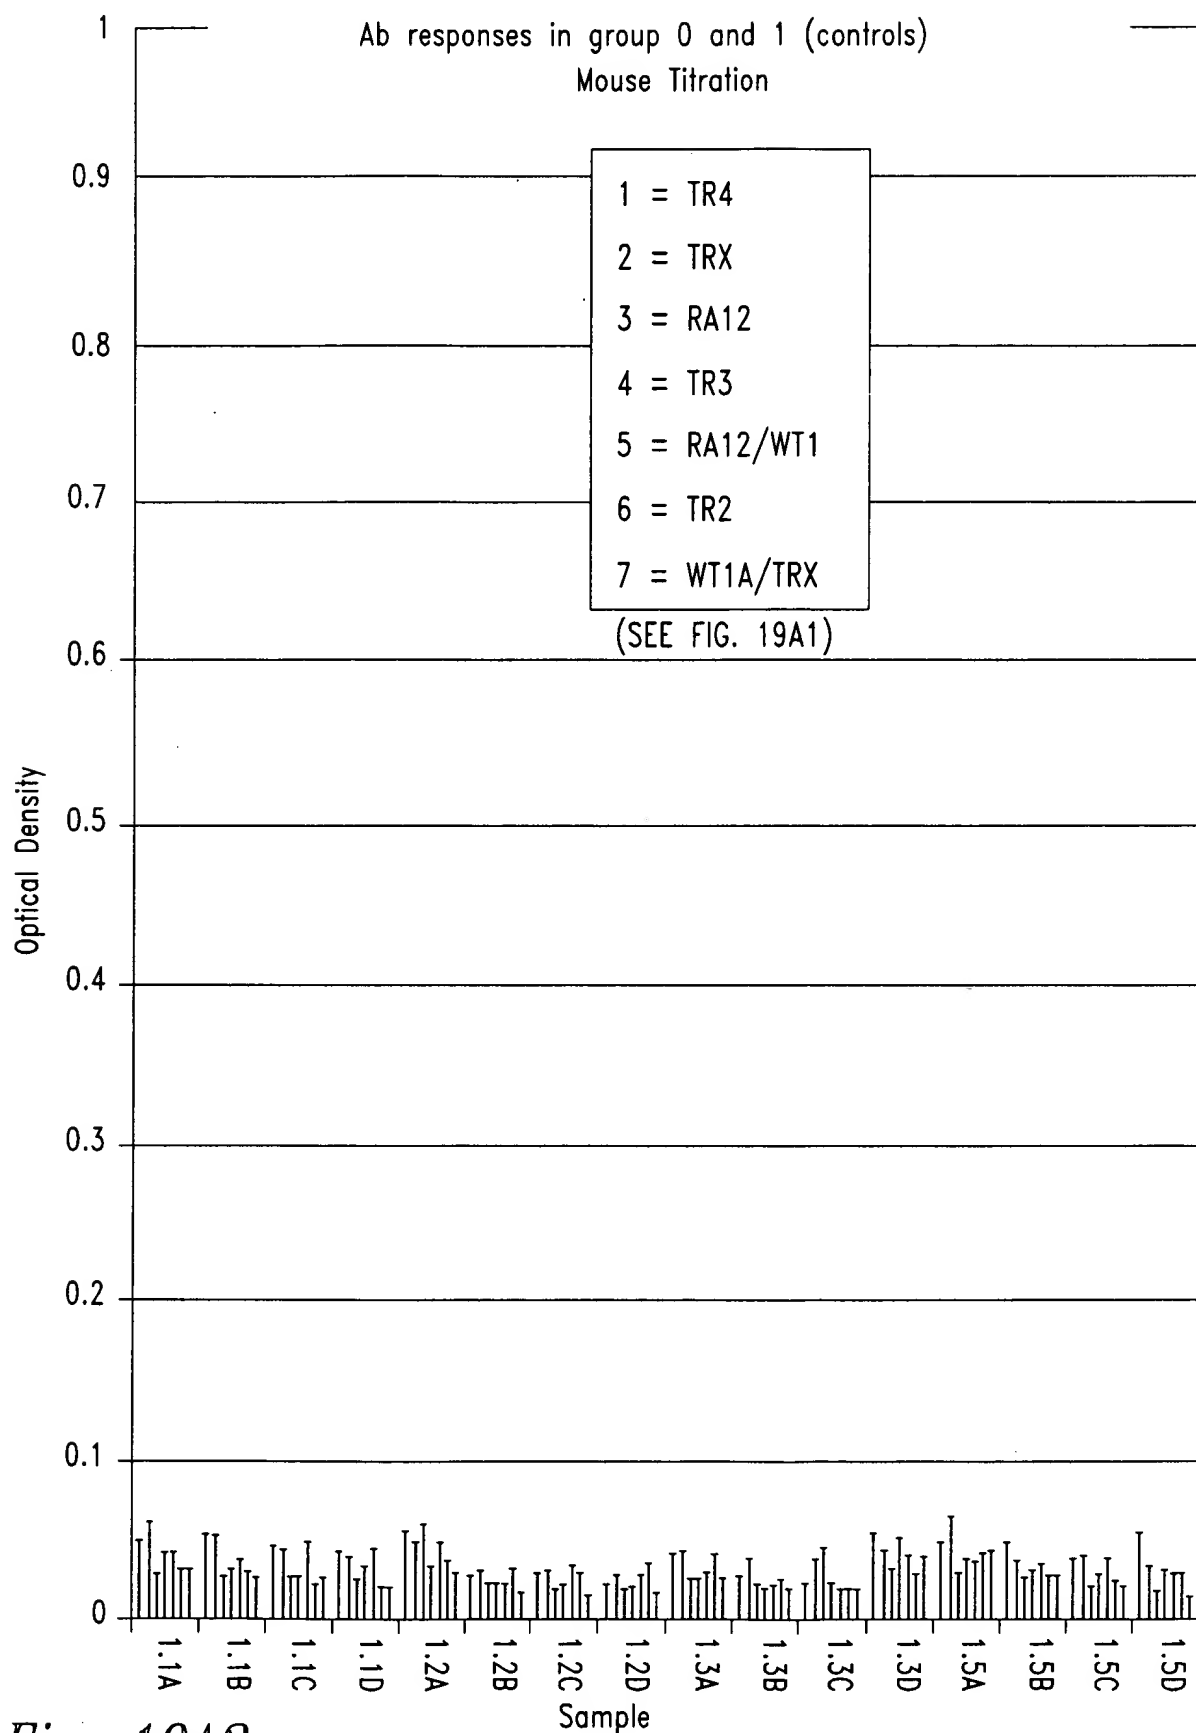 Ab responses in group 0 and 1 (controls)
Mouse Titration
1 = TR4
2 = TRX
3 = RA12
4 = TR3
5 = RA12/WT1
6 = TR2
7 = WT1A/TRX
(SEE FIG. 19A1)
Optical Density
1
0.9
0.8
0.7
0.6
0.5
0.4
0.3
0.2
0.1
0
1.1A
1.1B
1.1C
1.1D
1.2A
1.2B
1.2C
1.2D
1.3A
1.3B
1.3C
1.3D
1.5A
1.5B
1.5C
1.5D
Sample